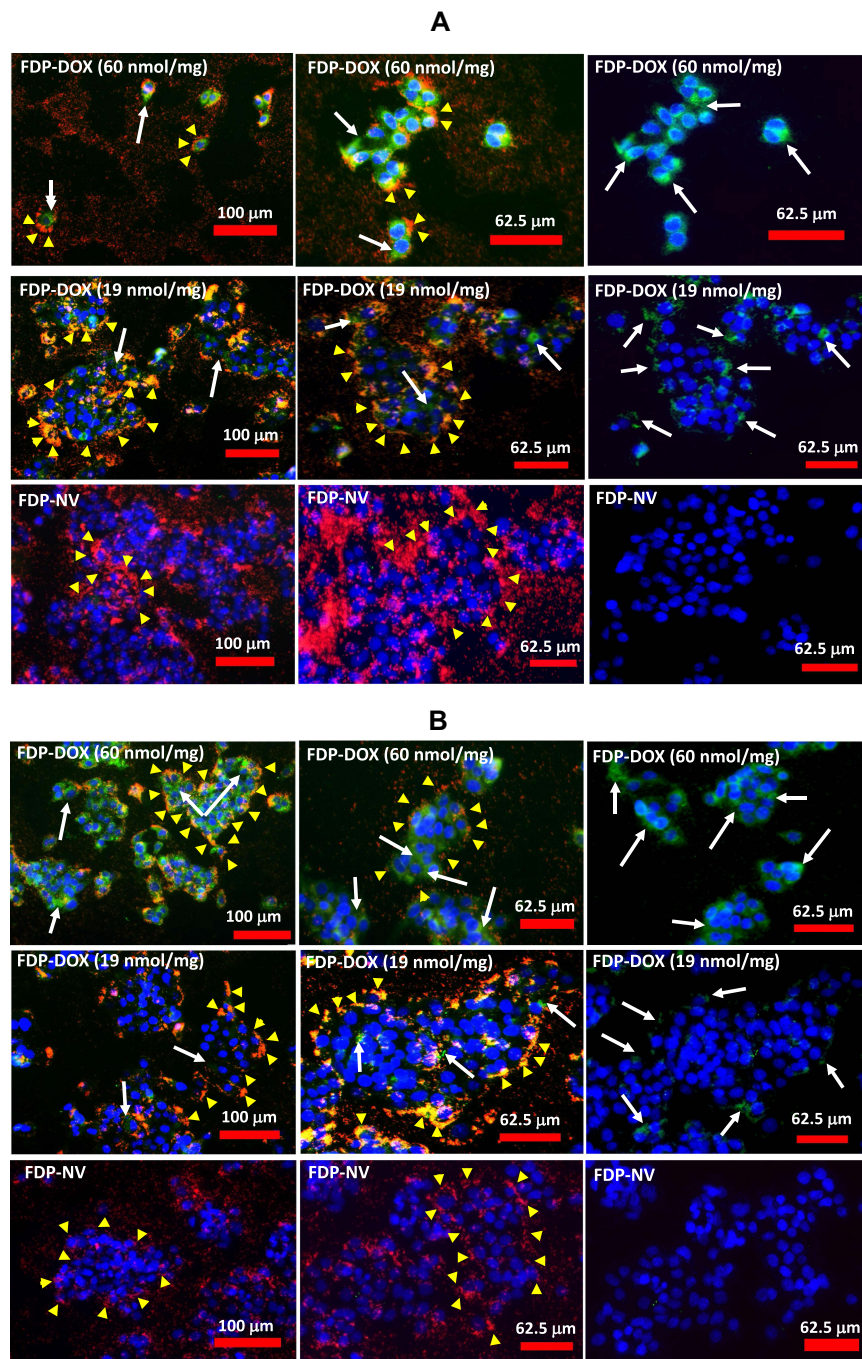 A
FDP-DOX (60 nmol/mg)
100 μm
FDP-DOX (60 nmol/mg)
62.5 μm
FDP-DOX (60 nmol/mg)
62.5 μm
FDP-DOX (19 nmol/mg)
100 μm
FDP-DOX (19 nmol/mg)
62.5 μm
FDP-DOX (19 nmol/mg)
62.5 μm
FDP-NV
100 μm
FDP-NV
62.5 μm
FDP-NV
62.5 μm
B
FDP-DOX (60 nmol/mg)
100 μm
FDP-DOX (60 nmol/mg)
62.5 μm
FDP-DOX (60 nmol/mg)
62.5 μm
FDP-DOX (19 nmol/mg)
100 μm
FDP-DOX (19 nmol/mg)
62.5 μm
FDP-DOX (19 nmol/mg)
62.5 μm
FDP-NV
100 μm
FDP-NV
62.5 μm
FDP-NV
62.5 μm